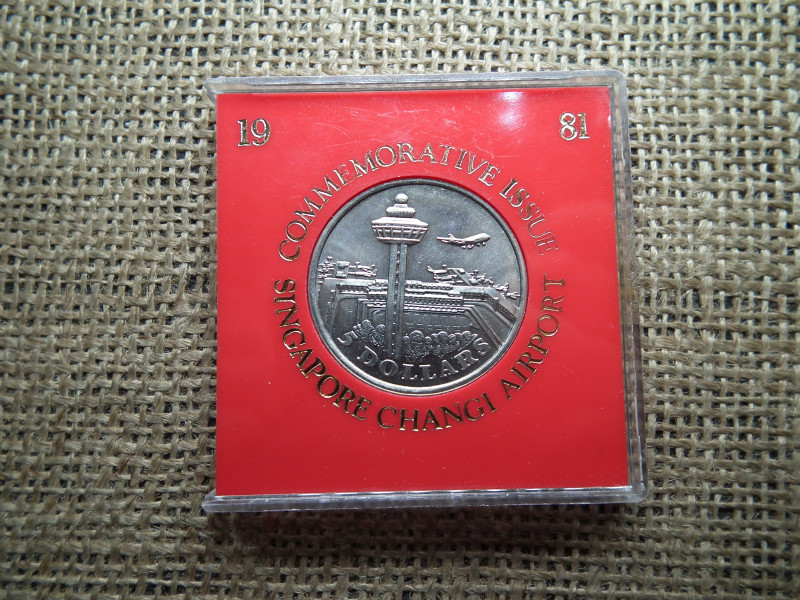 19 81
COMMEMORATIVE ISSUE
SINGAPORE CHANGI AIRPORT
5 DOLLARS